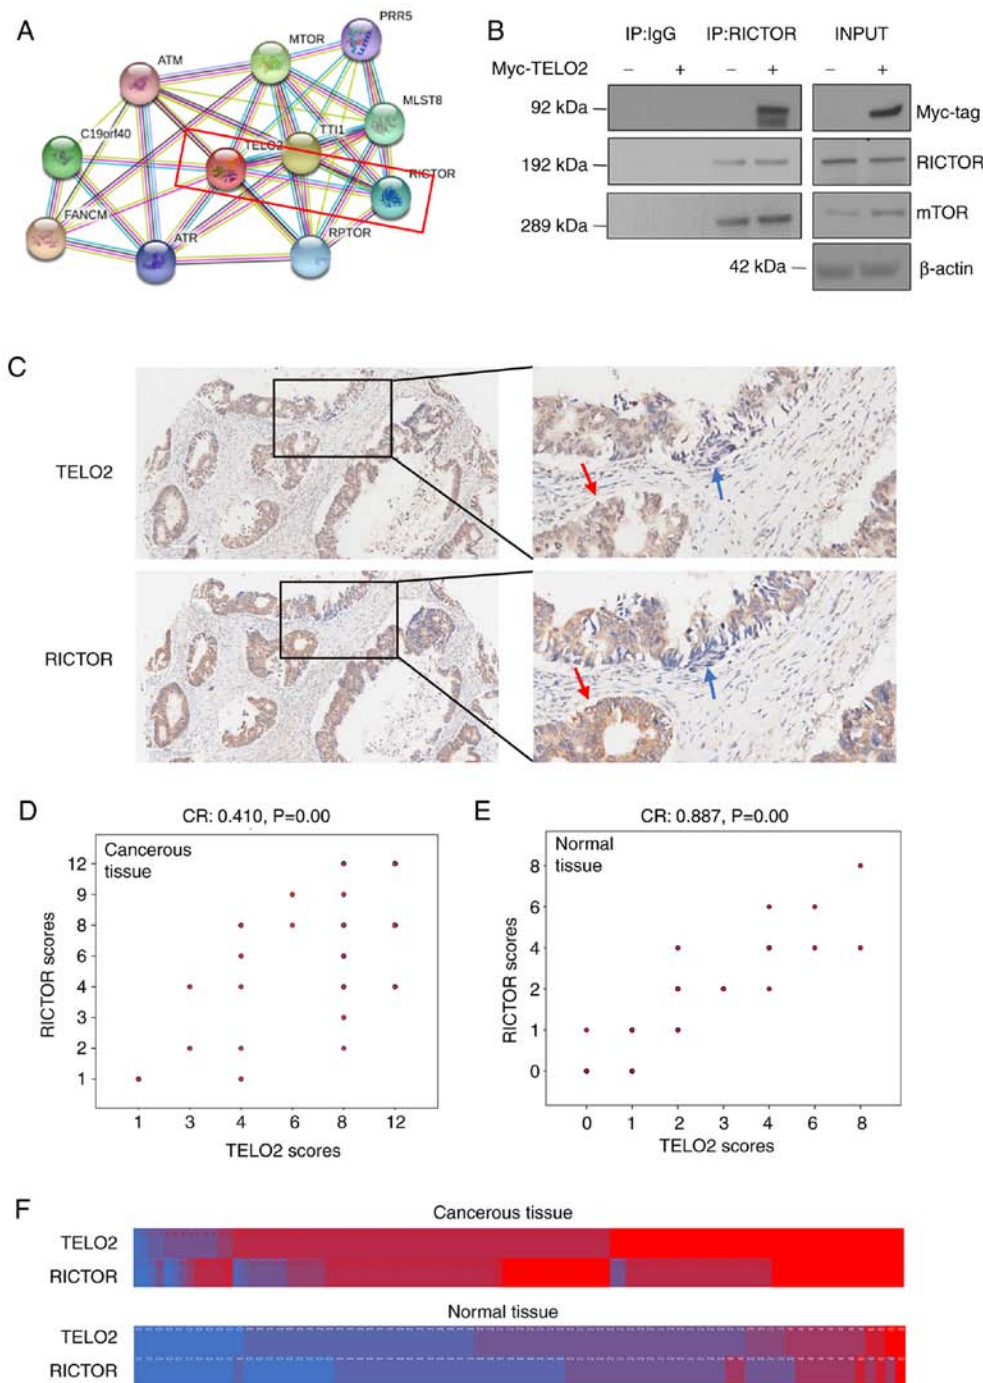 A
PRR5
MTOR
ATM
MLST8
C19orf40
TTI1
TELO2
RICTOR
FANCM
ATR
RPTOR
B
IP:IgG IP:RICTOR INPUT
Myc-TELO2 – + – + – +
92 kDa Myc-tag
192 kDa RICTOR
289 kDa mTOR
42 kDa β-actin
C
TELO2
RICTOR
D
CR: 0.410, P=0.00
Cancerous
tissue
RICTOR scores
12
9
8
6
4
3
2
1
1 3 4 6 8 12
TELO2 scores
E
CR: 0.887, P=0.00
Normal
tissue
RICTOR scores
8
6
4
2
1
0
0 1 2 3 4 6 8
TELO2 scores
F
Cancerous tissue
TELO2
RICTOR
Normal tissue
TELO2
RICTOR